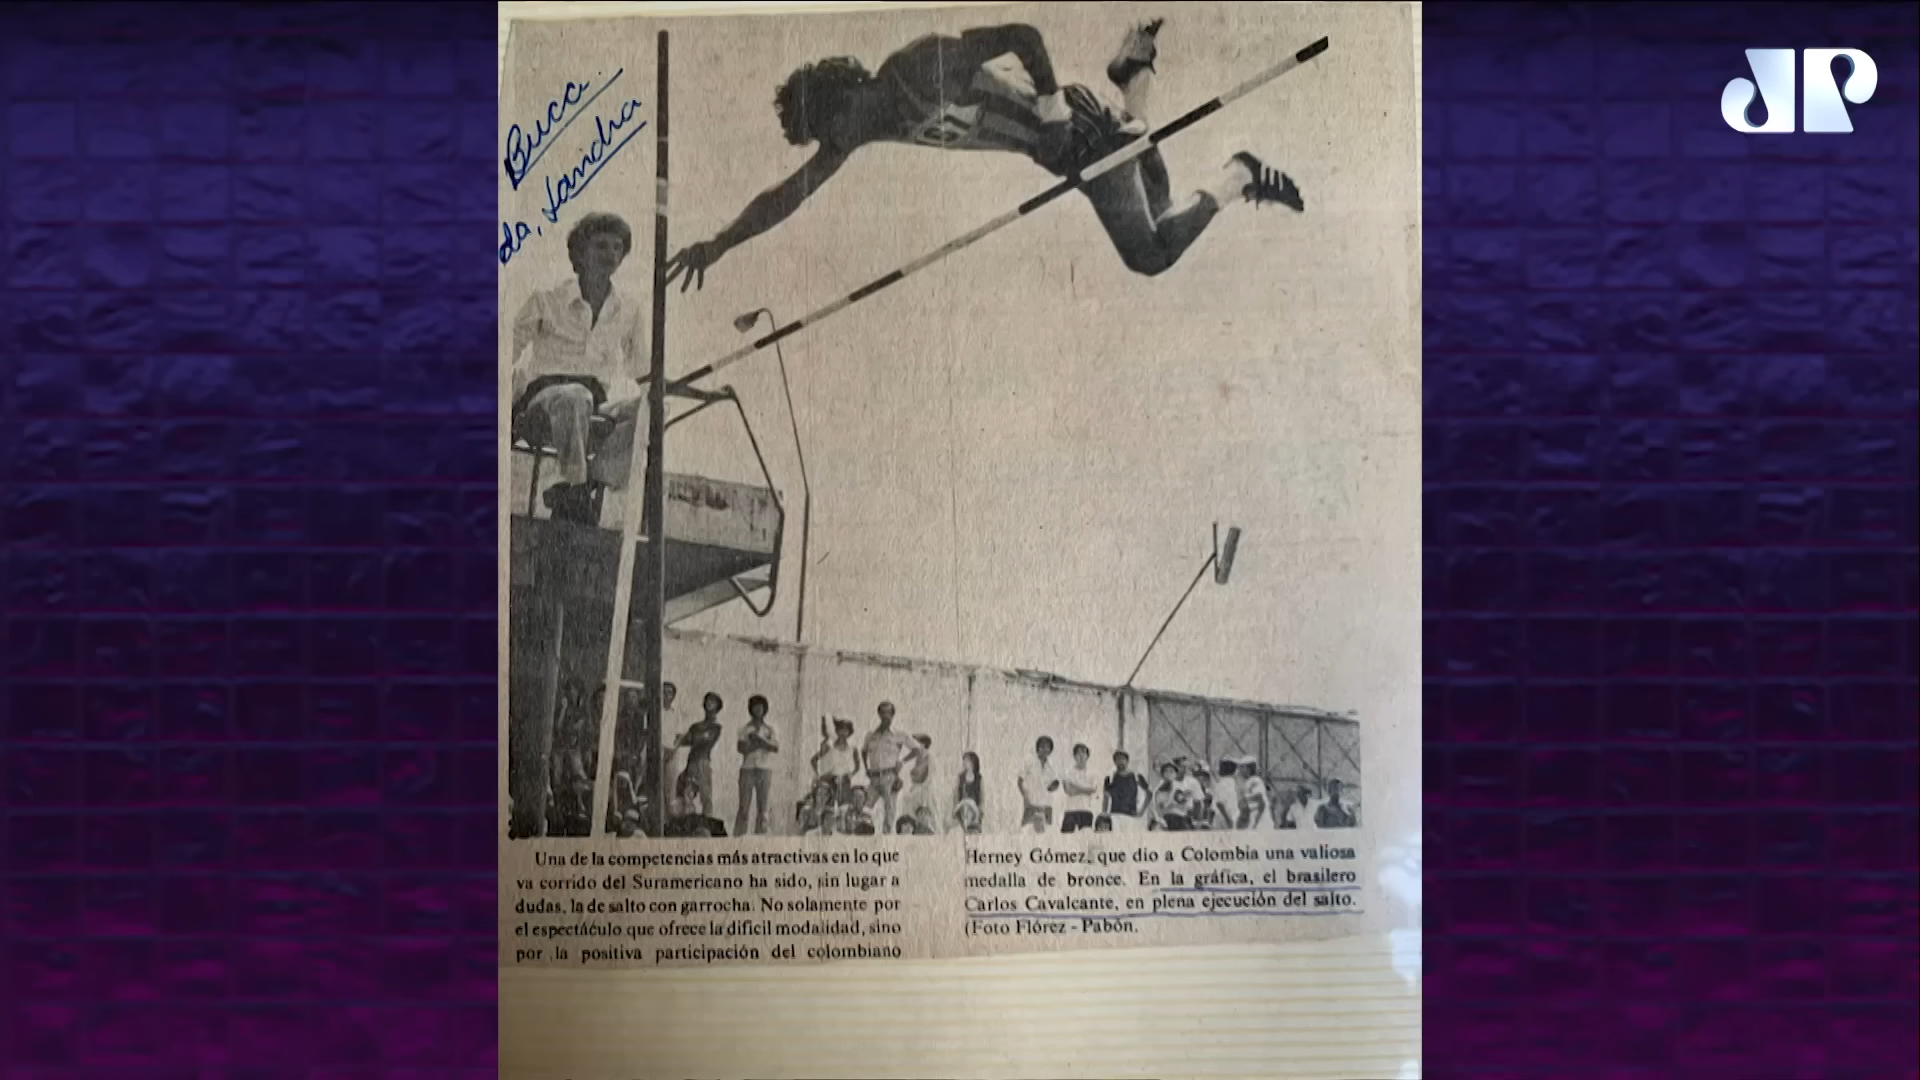 JP
Bucc
da, Sandra
Una de la competencias más atractivas en lo que
va corrido del Suramericano ha sido, sin lugar a
dudas, la de salto con garrocha. No solamente por
el espectáculo que ofrece la dificil modalidad, sino
por la positiva participación del colombiano
Herney Gómez, que dio a Colombia una valiosa
medalla de bronce. En la gráfica, el brasilero
Carlos Cavalcante, en plena ejecución del salto.
(Foto Flórez - Pabón.